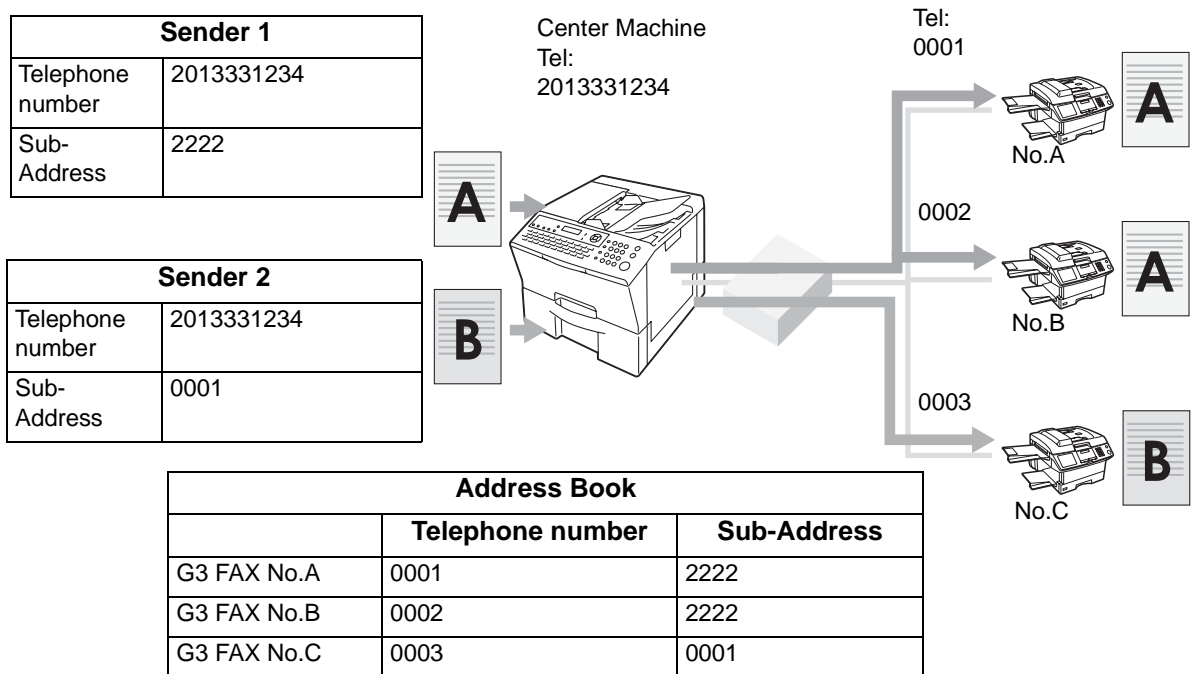 Sender 1
Telephone number 2013331234
Sub-Address 2222
Sender 2
Telephone number 2013331234
Sub-Address 0001
Center Machine
Tel:
2013331234
A
B
Tel:
0001
No.A
A
0002
No.B
A
0003
No.C
B
Address Book
Telephone number Sub-Address
G3 FAX No.A 0001 2222
G3 FAX No.B 0002 2222
G3 FAX No.C 0003 0001